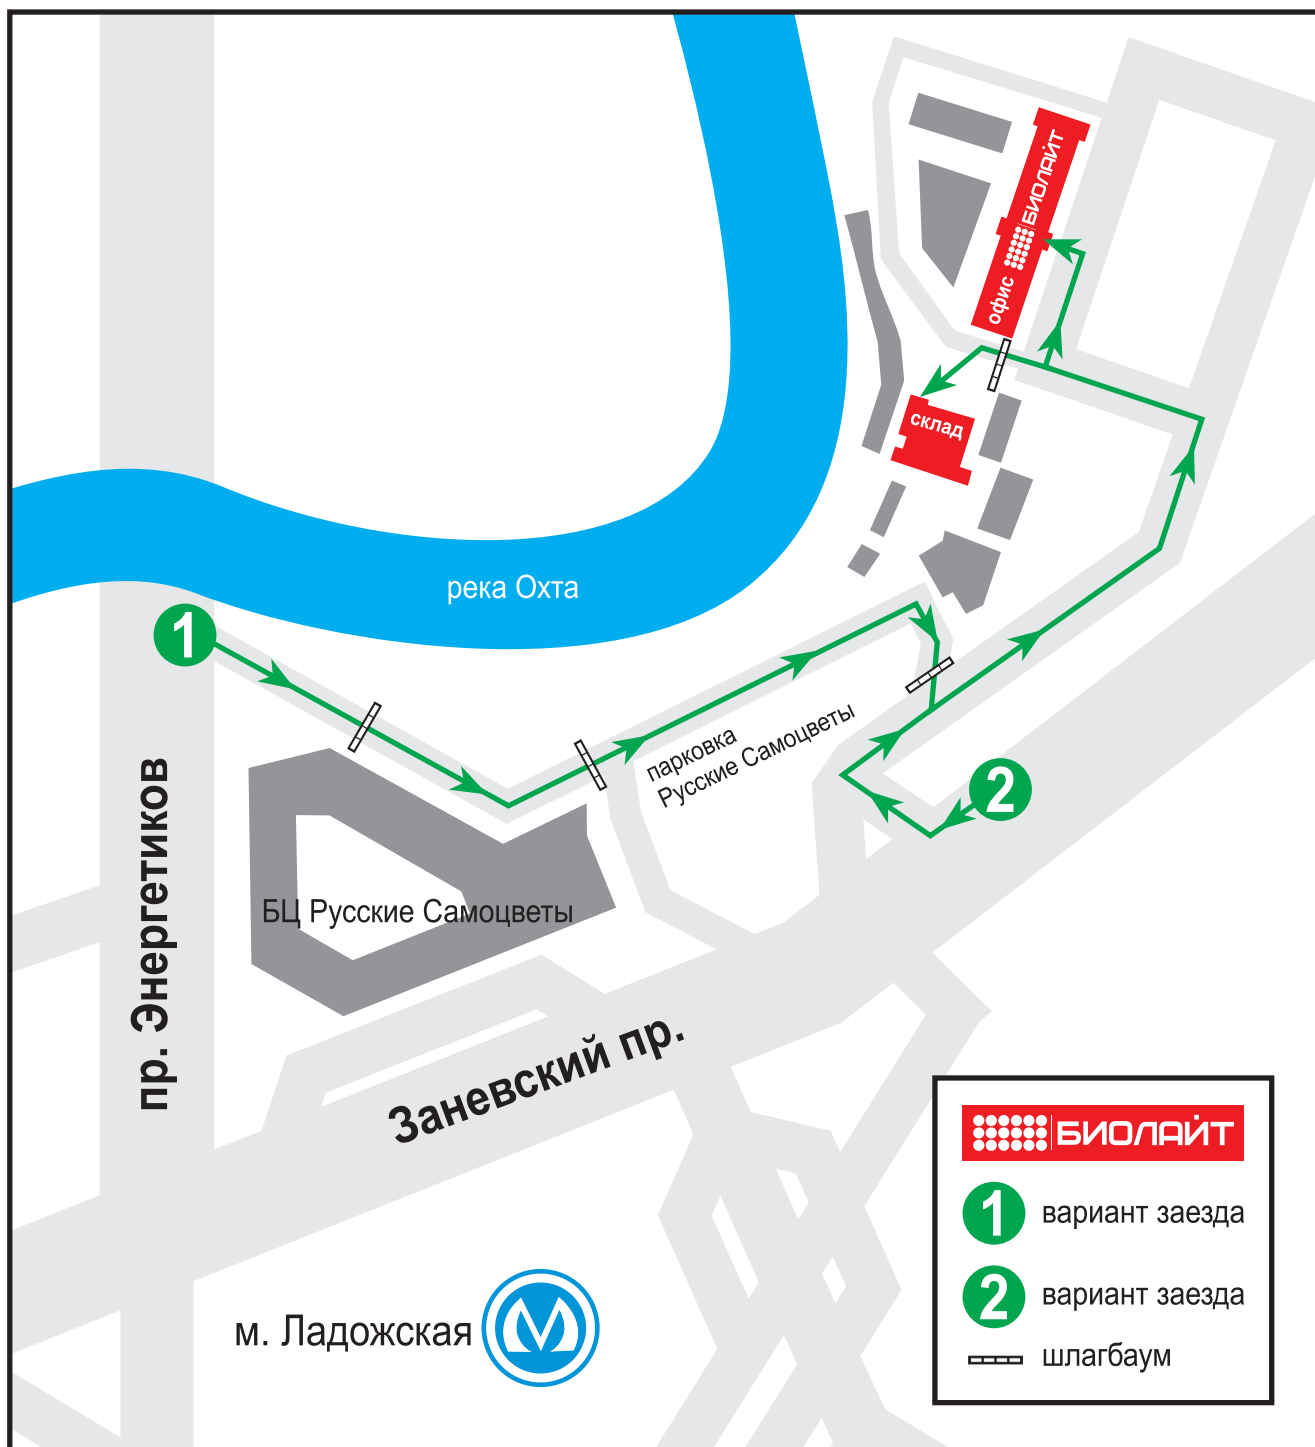 БИОЛАЙТ
офис
склад
река Охта
1
парковка
Русские Самоцветы
2
пр. Энергетиков
БЦ Русские Самоцветы
Заневский пр.
м. Ладожская
БИОЛАЙТ
1 вариант заезда
2 вариант заезда
шлагбаум